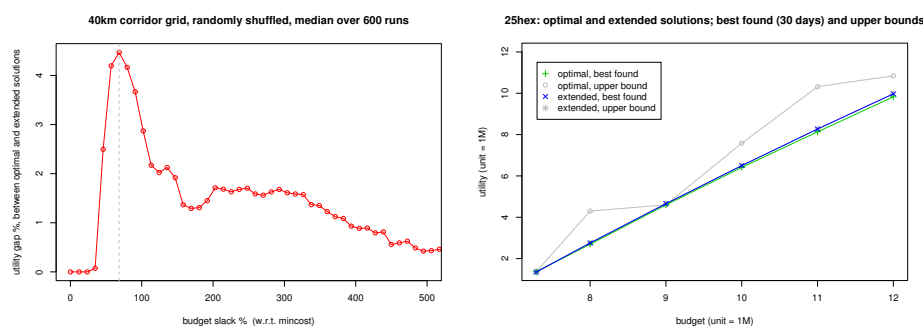 40km corridor grid, randomly shuffled, median over 600 runs
utility gap %, between optimal and extended solutions
4
3
2
1
0
0 100 200 300 400 500
budget slack % (w.r.t. mincost)
25hex: optimal and extended solutions; best found (30 days) and upper bounds
utility (unit = 1M)
12
10
8
6
4
2
optimal, best found
optimal, upper bound
extended, best found
extended, upper bound
8 9 10 11 12
budget (unit = 1M)